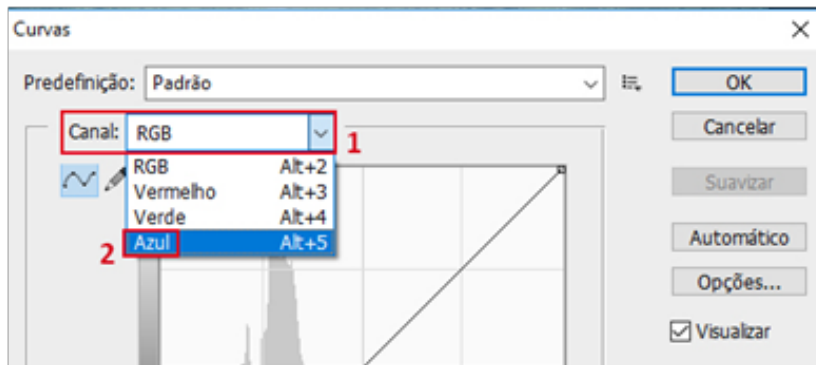 Curvas
Predefinição: Padrão
OK
Canal: RGB
1
Cancelar
RGB Alt+2
Vermelho Alt+3
Suavizar
Verde Alt+4
2 Azul Alt+5
Automático
Opções...
Visualizar